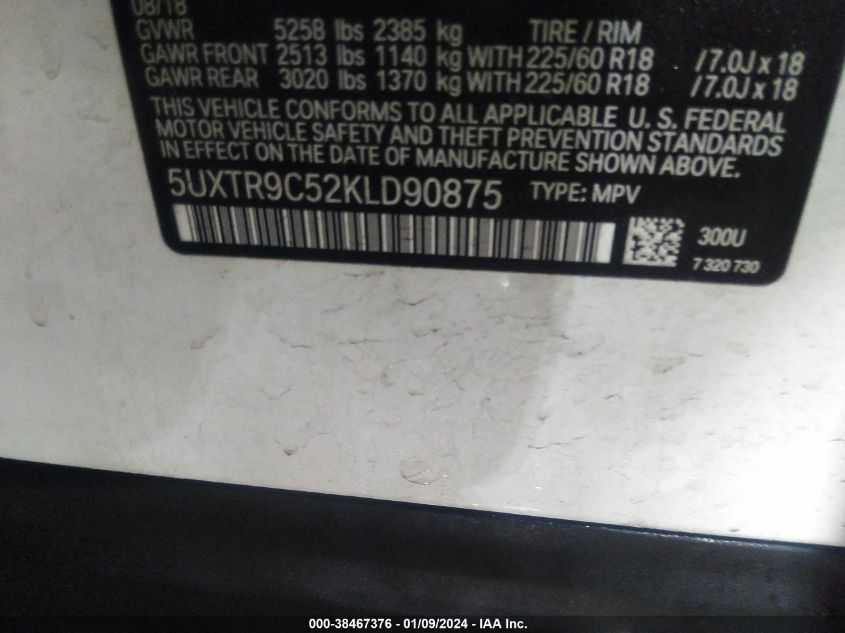 08/18
GVWR 5258 lbs 2385 kg TIRE / RIM
GAWR FRONT 2513 lbs 1140 kg WITH 225/60 R18 / 7.0J x 18
GAWR REAR 3020 lbs 1370 kg WITH 225/60 R18 / 7.0J x 18
THIS VEHICLE CONFORMS TO ALL APPLICABLE U. S. FEDERAL
MOTOR VEHICLE SAFETY AND THEFT PREVENTION STANDARDS
IN EFFECT ON THE DATE OF MANUFACTURE SHOWN ABOVE.
5UXTR9C52KLD90875 TYPE: MPV
300U
7 320 730
000-38467376 - 01/09/2024 - IAA Inc.